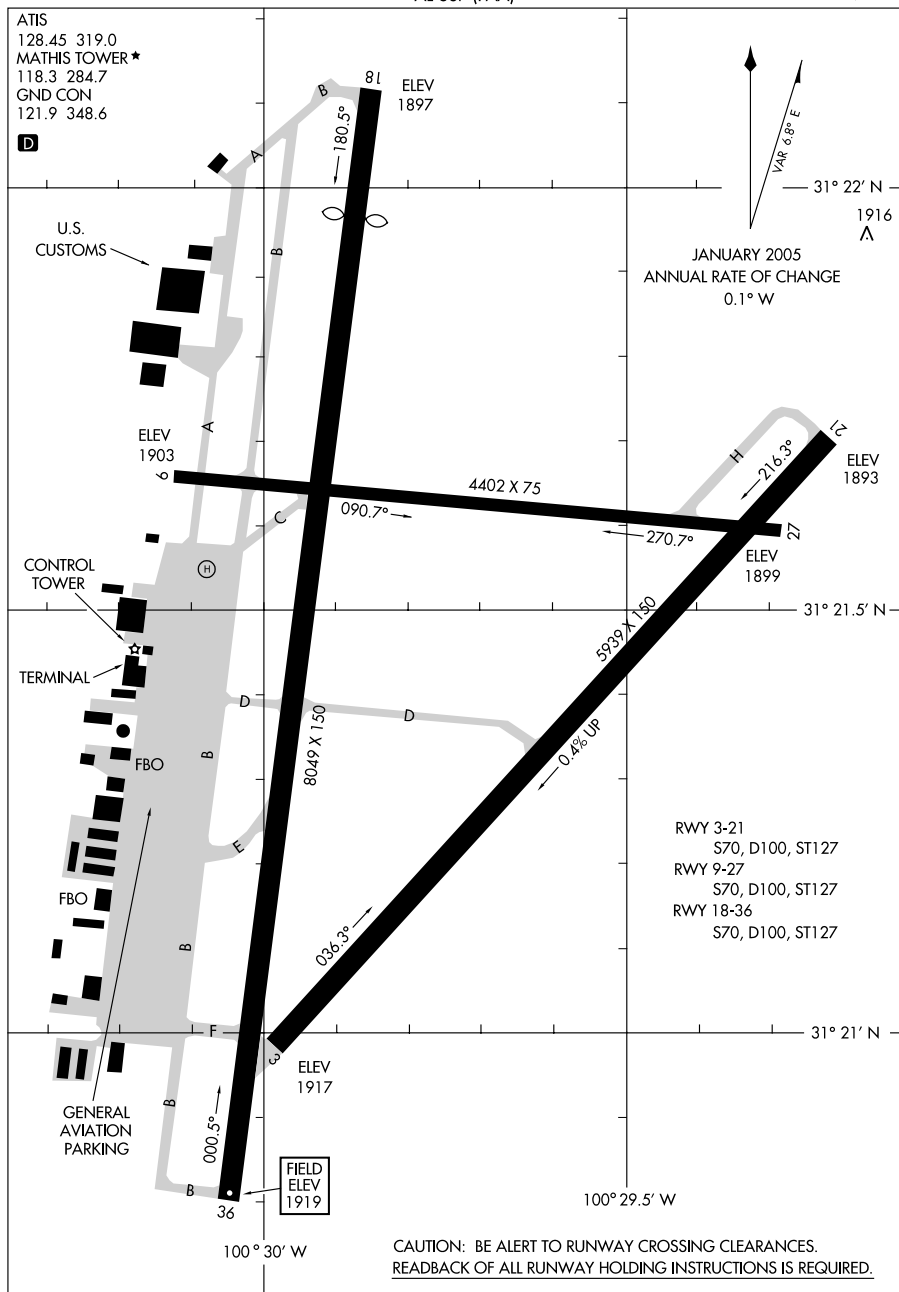 ATIS
128.45 319.0
MATHIS TOWER ★
118.3 284.7
GND CON
121.9 348.6
D
18
ELEV
1897
B
A
180.5°
VAR 6.8° E
31° 22' N
1916
JANUARY 2005
ANNUAL RATE OF CHANGE
0.1° W
U.S.
CUSTOMS
B
A
ELEV
1903
9
4402 X 75
090.7°
270.7°
27
H
216.3°
21
ELEV
1893
ELEV
1899
C
H
CONTROL
TOWER
TERMINAL
31° 21.5' N
5939 X 150
D
D
B
8049 X 150
0.4% UP
FBO
E
RWY 3-21
S70, D100, ST127
RWY 9-27
S70, D100, ST127
RWY 18-36
S70, D100, ST127
FBO
B
036.3°
F
31° 21' N
3
ELEV
1917
GENERAL
AVIATION
PARKING
B
000.5°
B
36
FIELD
ELEV
1919
100° 29.5' W
100° 30' W
CAUTION: BE ALERT TO RUNWAY CROSSING CLEARANCES.
READBACK OF ALL RUNWAY HOLDING INSTRUCTIONS IS REQUIRED.